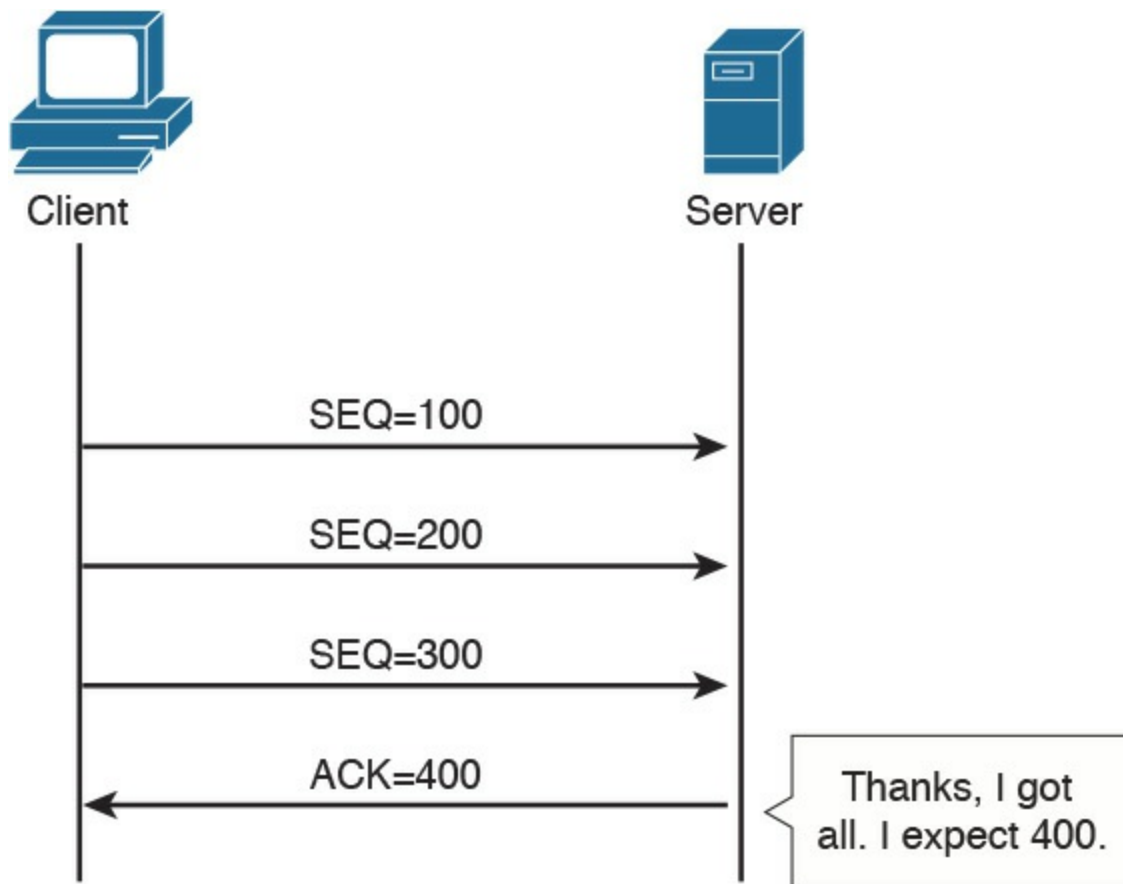 Client
Server
SEQ=100
SEQ=200
SEQ=300
ACK=400
Thanks, I got
all. I expect 400.